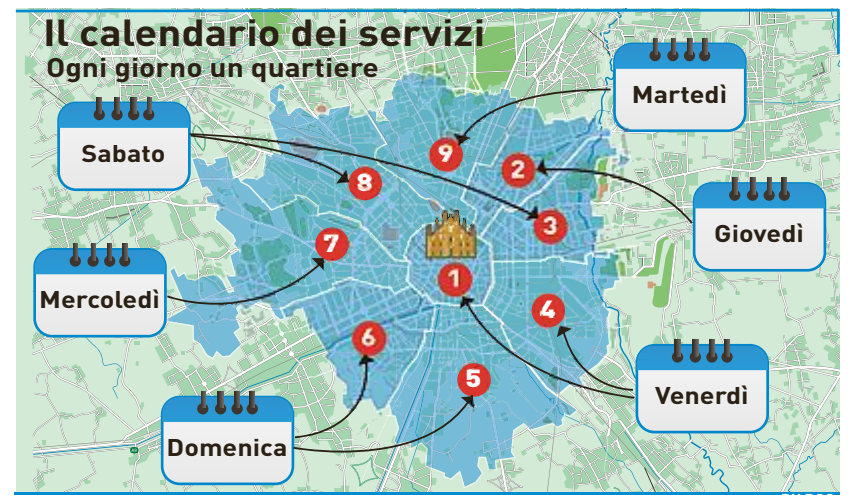 Il calendario dei servizi
Ogni giorno un quartiere
Martedì
Sabato
9
2
8
Giovedì
3
7
Mercoledì
1
4
6
5
Venerdì
Domenica